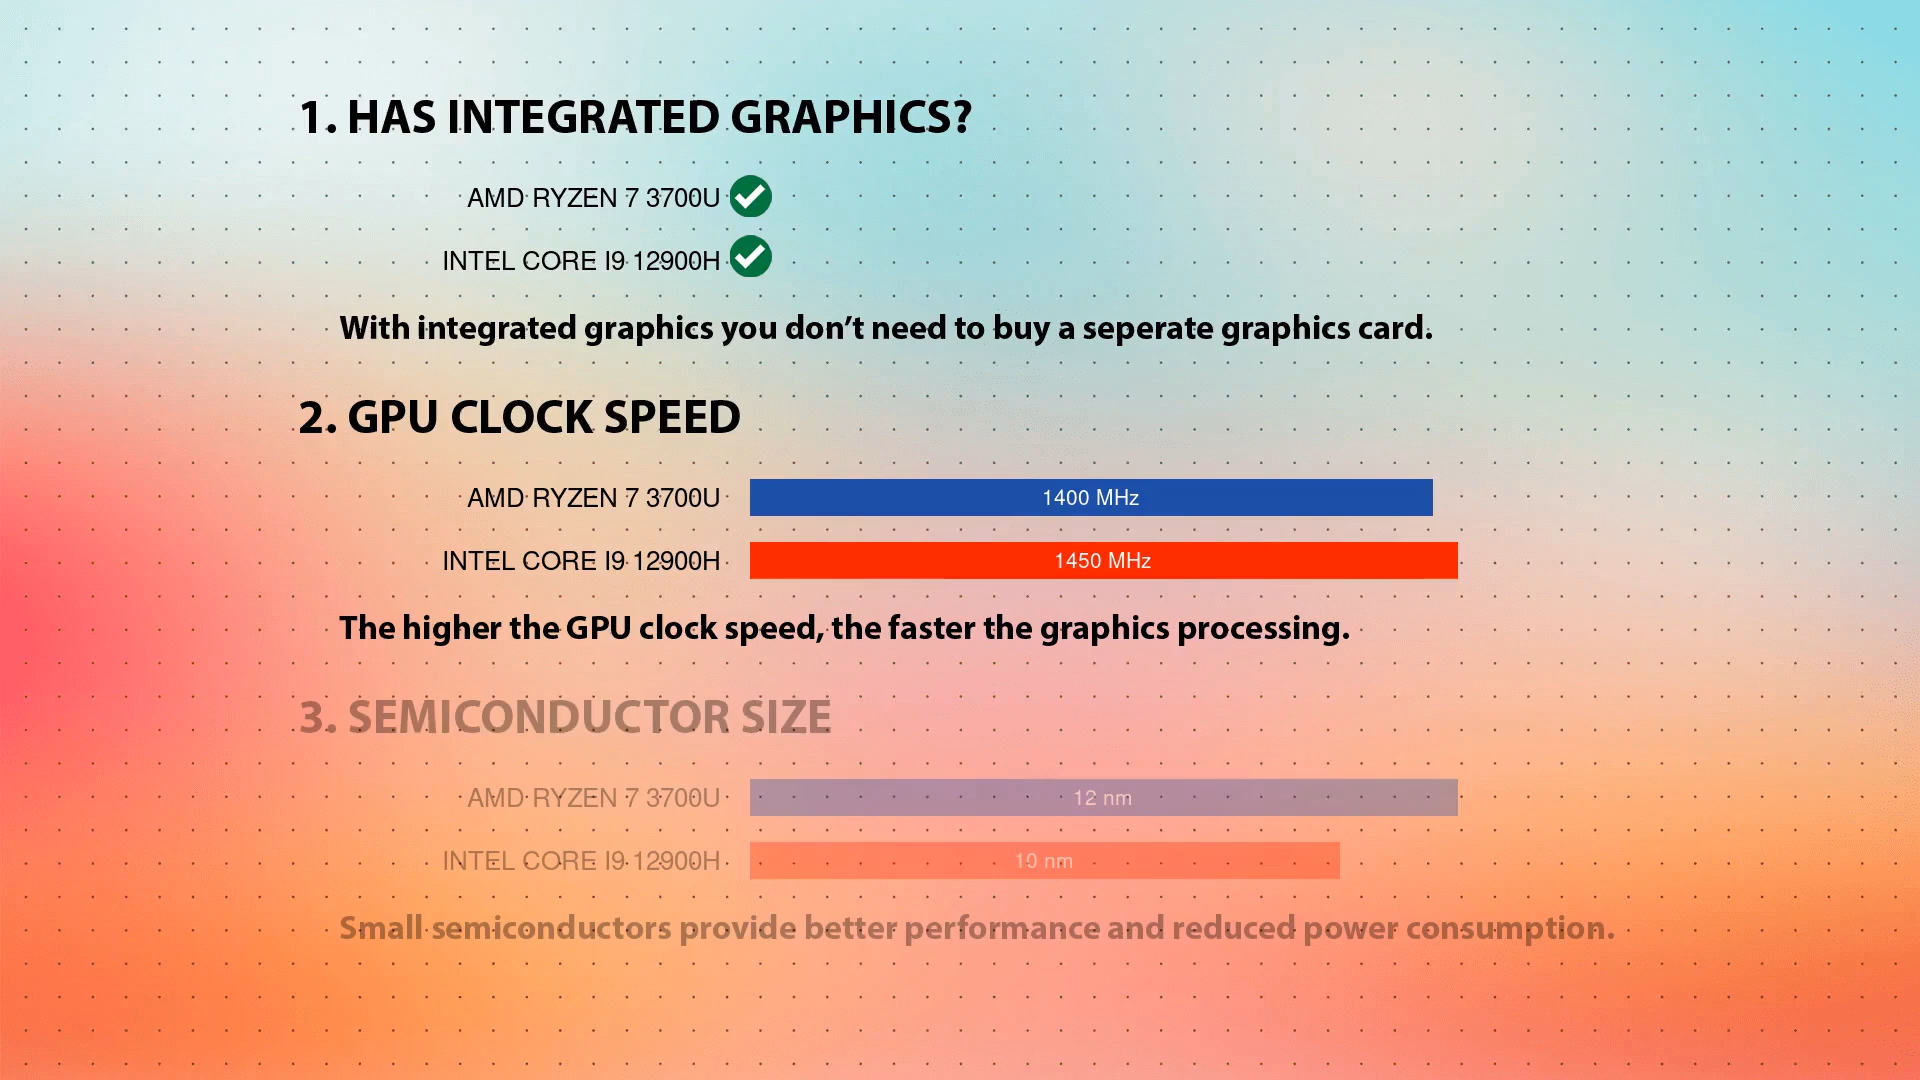 1. HAS INTEGRATED GRAPHICS?
AMD RYZEN 7 3700U
INTEL CORE I9 12900H
With integrated graphics you don’t need to buy a seperate graphics card.
2. GPU CLOCK SPEED
AMD RYZEN 7 3700U 1400 MHz
INTEL CORE I9 12900H 1450 MHz
The higher the GPU clock speed, the faster the graphics processing.
3. SEMICONDUCTOR SIZE
AMD RYZEN 7 3700U 12 nm
INTEL CORE I9 12900H 10 nm
Small semiconductors provide better performance and reduced power consumption.